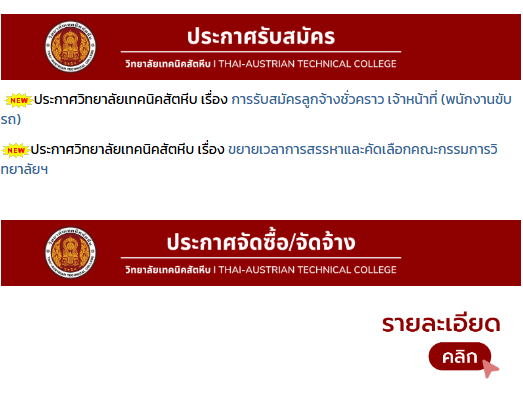 ประกาศรับสมัคร
วิทยาลัยเทคนิคสัตหีบ | THAI-AUSTRIAN TECHNICAL COLLEGE
NEW ประกาศวิทยาลัยเทคนิคสัตหีบ เรื่อง การรับสมัครลูกจ้างชั่วคราว เจ้าหน้าที่ (พนักงานขับ
รถ)
NEW ประกาศวิทยาลัยเทคนิคสัตหีบ เรื่อง ขยายเวลาการสรรหาและคัดเลือกคณะกรรมการวิ
ทยาลัยฯ
ประกาศจัดซื้อ/จัดจ้าง
วิทยาลัยเทคนิคสัตหีบ | THAI-AUSTRIAN TECHNICAL COLLEGE
รายละเอียด
คลิก